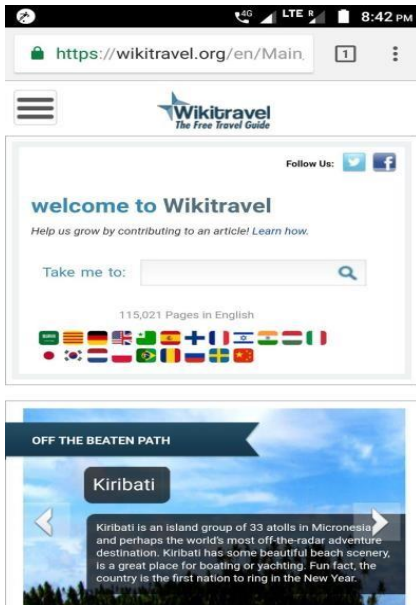 4G LTE R 8:42 PM
https://wikitravel.org/en/Main_ 1
Wikitravel
The Free Travel Guide
Follow Us:
welcome to Wikitravel
Help us grow by contributing to an article! Learn how.
Take me to:
115,021 Pages in English
OFF THE BEATEN PATH
Kiribati
Kiribati is an island group of 33 atolls in Micronesia
and perhaps the world's most off-the-radar adventure
destination. Kiribati has some beautiful beach scenery,
is a great place for boating or yachting. Fun fact, the
country is the first nation to ring in the New Year.